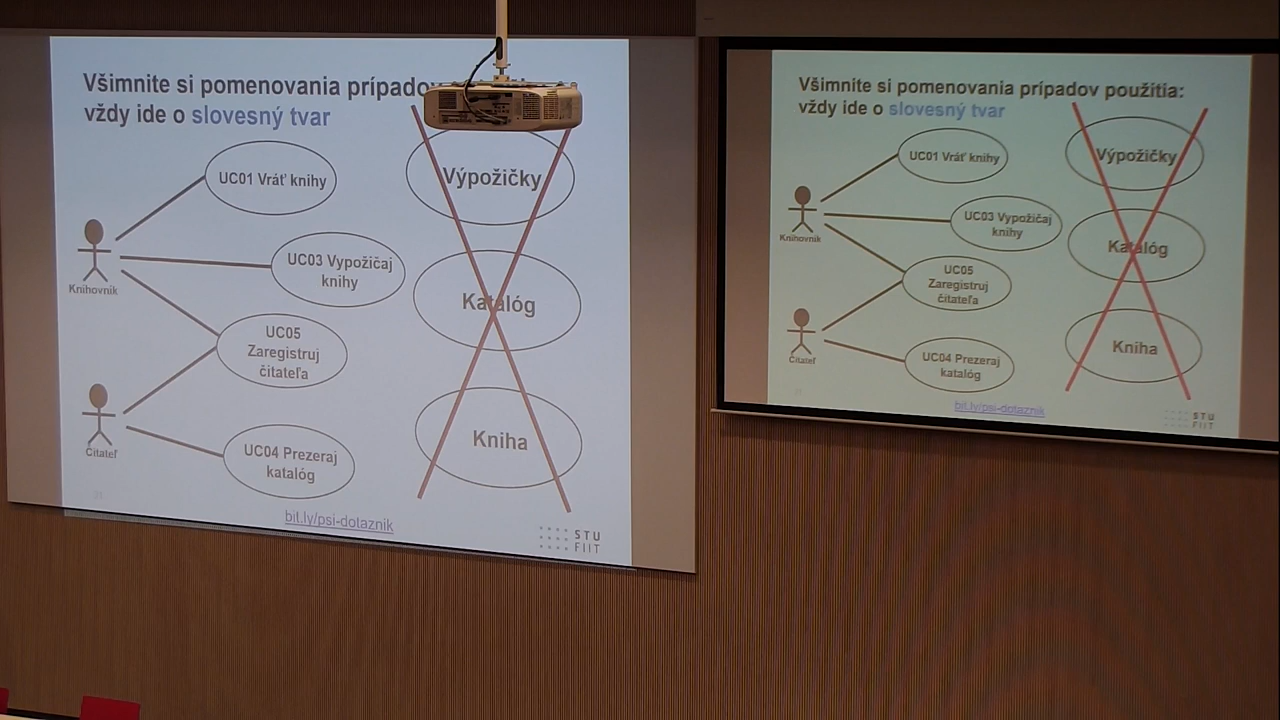 Všimnite si pomenovania prípado
vždy ide o slovesný tvar
UC01 Vráť knihy
Výpožičky
Knihovník
UC03 Vypožičaj
knihy
Katalóg
UC05
Zaregistruj
čitateľa
Čitateľ
UC04 Prezeraj
katalóg
Kniha
bit.ly/psi-dotaznik
STU
FIIT
Všimnite si pomenovania prípadov použitia:
vždy ide o slovesný tvar
UC01 Vráť knihy
Výpožičky
Knihovník
UC03 Vypožičaj
knihy
Katalóg
UC05
Zaregistruj
čitateľa
Čitateľ
UC04 Prezeraj
katalóg
Kniha
bit.ly/psi-dotaznik
STU
FIIT